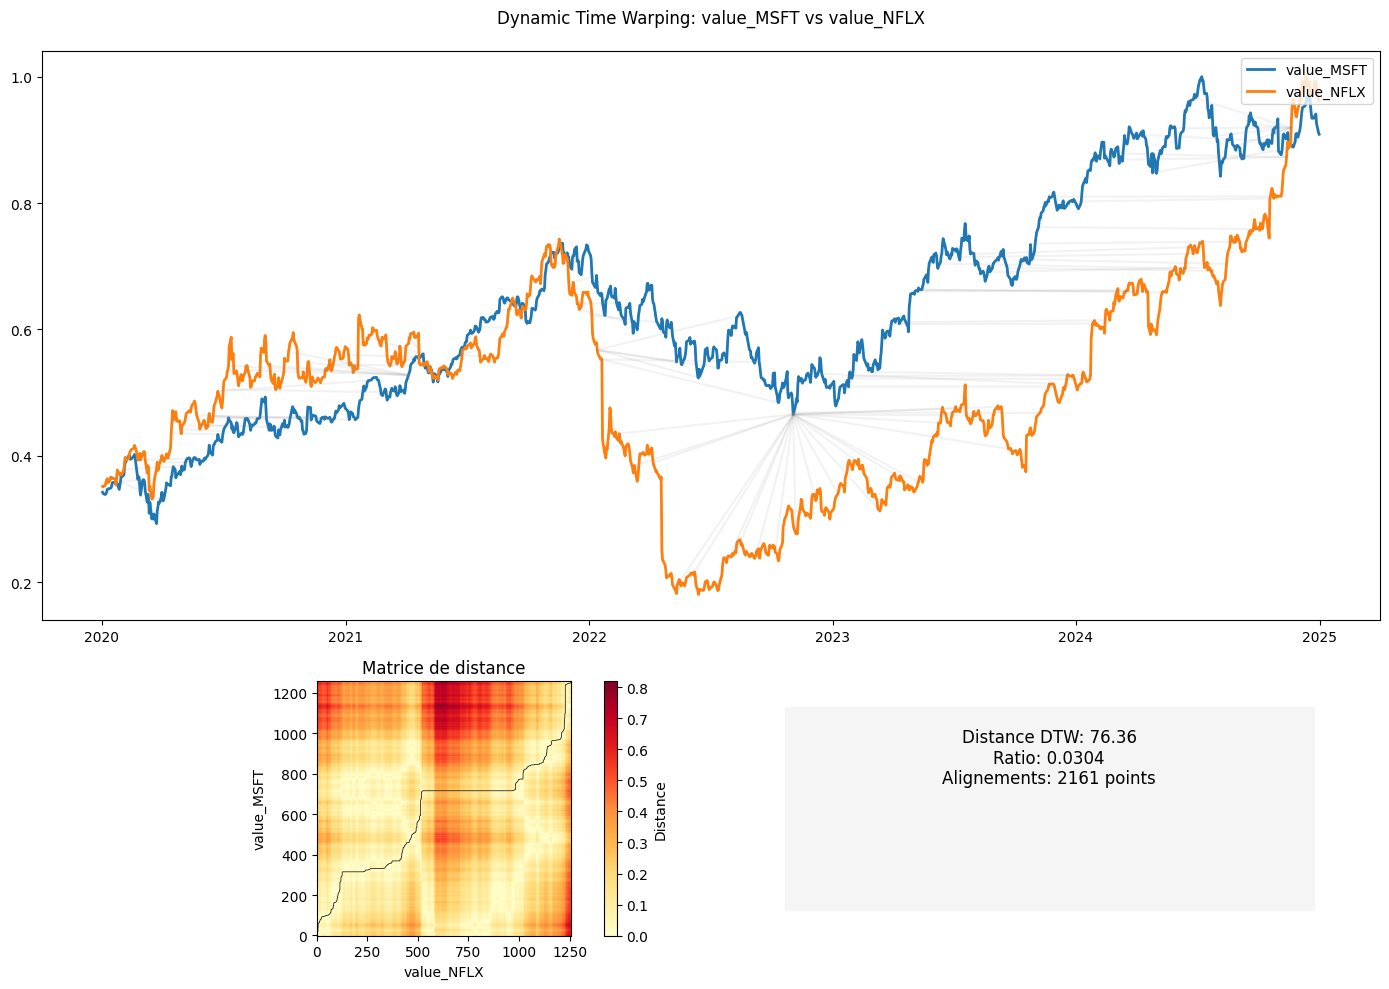 Dynamic Time Warping: value_MSFT vs value_NFLX
1.0
0.8
0.6
0.4
0.2
value_MSFT
value_NFLX
2020 2021 2022 2023 2024 2025
Matrice de distance
1200
1000
800
600
400
200
0
value_MSFT
0 250 500 750 1000 1250
value_NFLX
0.8
0.7
0.6
0.5
0.4
0.3
0.2
0.1
0.0
Distance
Distance DTW: 76.36
Ratio: 0.0304
Alignements: 2161 points